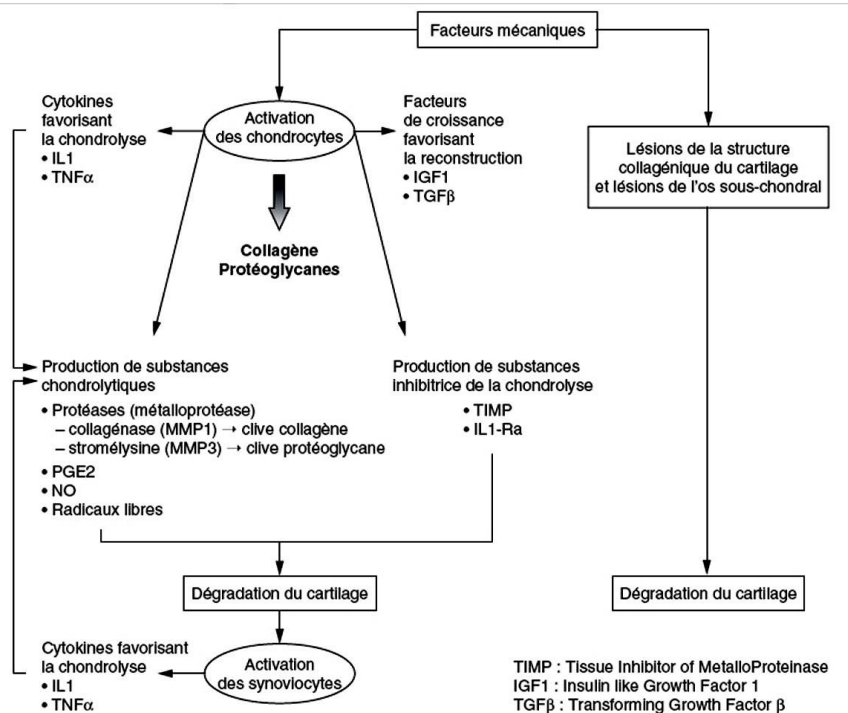 Facteurs mécaniques
Cytokines
favorisant
la chondrolyse
• IL1
• TNFα
Activation
des chondrocytes
Facteurs
de croissance
favorisant
la reconstruction
• IGF1
• TGFβ
Lésions de la structure
collagénique du cartilage
et lésions de l'os sous-chondral
Collagène
Protéoglycanes
Production de substances
chondrolytiques
• Protéases (métalloprotéase)
– collagénase (MMP1) → clive collagène
– stromélysine (MMP3) → clive protéoglycane
• PGE2
• NO
• Radicaux libres
Production de substances
inhibitrice de la chondrolyse
• TIMP
• IL1-Ra
Dégradation du cartilage
Dégradation du cartilage
Cytokines favorisant
la chondrolyse
• IL1
• TNFα
Activation
des synoviocytes
TIMP : Tissue Inhibitor of MetalloProteinase
IGF1 : Insulin like Growth Factor 1
TGFβ : Transforming Growth Factor β